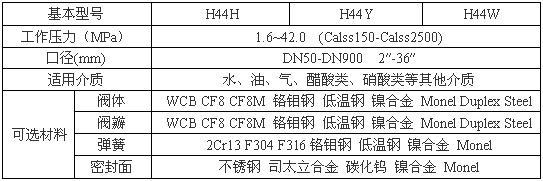 基本型号 H44H H44Y H44W
工作压力（MPa） 1.6~42.0 (Calss150-Calss2500)
口径(mm) DN50-DN900 2″-36″
适用介质 水、油、气、醋酸类、硝酸类等其他介质
可选材料
阀体 WCB CF8 CF8M 铬钼钢 低温钢 镍合金 Monel Duplex Steel
阀瓣 WCB CF8 CF8M 铬钼钢 低温钢 镍合金 Monel Duplex Steel
弹簧 2Cr13 F304 F316 铬钼钢 低温钢 镍合金 Monel
密封面 不锈钢 司太立合金 碳化钨 镍合金 Monel